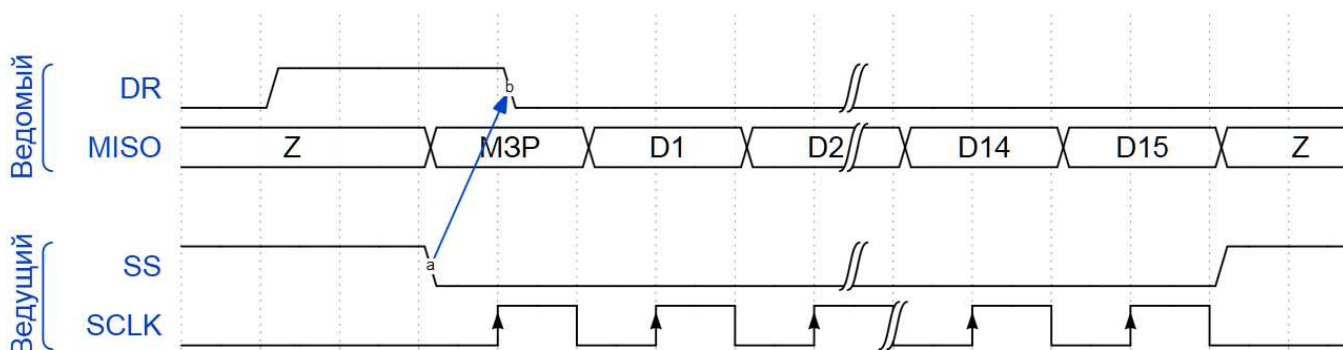 Ведомый
DR
b
MISO
Z
МЗР
D1
D2
D14
D15
Z
Ведущий
SS
a
SCLK